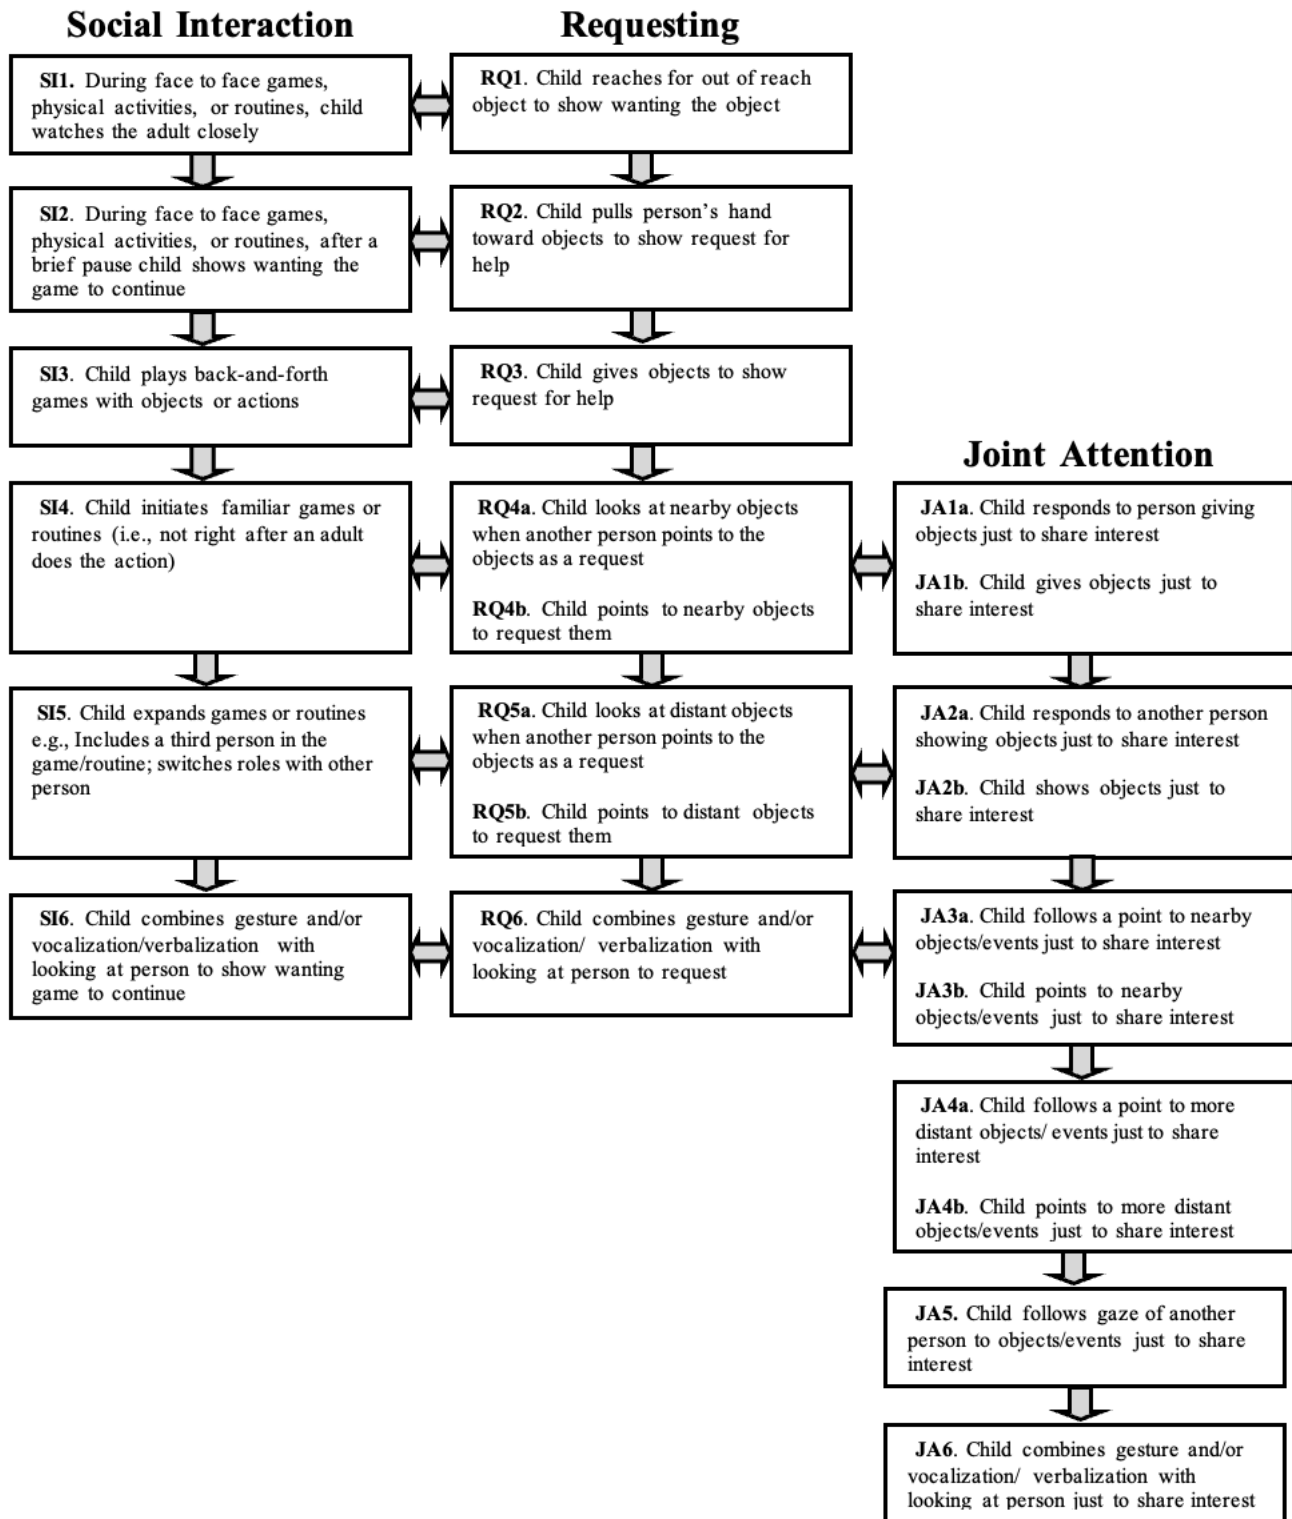 Social Interaction
SI1. During face to face games,
physical activities, or routines, child
watches the adult closely
SI2. During face to face games,
physical activities, or routines, after a
brief pause child shows wanting the
game to continue
SI3. Child plays back-and-forth
games with objects or actions
SI4. Child initiates familiar games or
routines (i.e., not right after an adult
does the action)
SI5. Child expands games or routines
e.g., Includes a third person in the
game/routine; switches roles with other
person
SI6. Child combines gesture and/or
vocalization/verbalization with
looking at person to show wanting
game to continue
Requesting
RQ1. Child reaches for out of reach
object to show wanting the object
RQ2. Child pulls person's hand
toward objects to show request for
help
RQ3. Child gives objects to show
request for help
RQ4a. Child looks at nearby objects
when another person points to the
objects as a request
RQ4b. Child points to nearby objects
to request them
RQ5a. Child looks at distant objects
when another person points to the
objects as a request
RQ5b. Child points to distant objects
to request them
RQ6. Child combines gesture and/or
vocalization/ verbalization with
looking at person to request
Joint Attention
JA1a. Child responds to person giving
objects just to share interest
JA1b. Child gives objects just to
share interest
JA2a. Child responds to another person
showing objects just to share interest
JA2b. Child shows objects just to
share interest
JA3a. Child follows a point to nearby
objects/events just to share interest
JA3b. Child points to nearby
objects/events just to share interest
JA4a. Child follows a point to more
distant objects/ events just to share
interest
JA4b. Child points to more distant
objects/events just to share interest
JA5. Child follows gaze of another
person to objects/events just to share
interest
JA6. Child combines gesture and/or
vocalization/ verbalization with
looking at person just to share interest